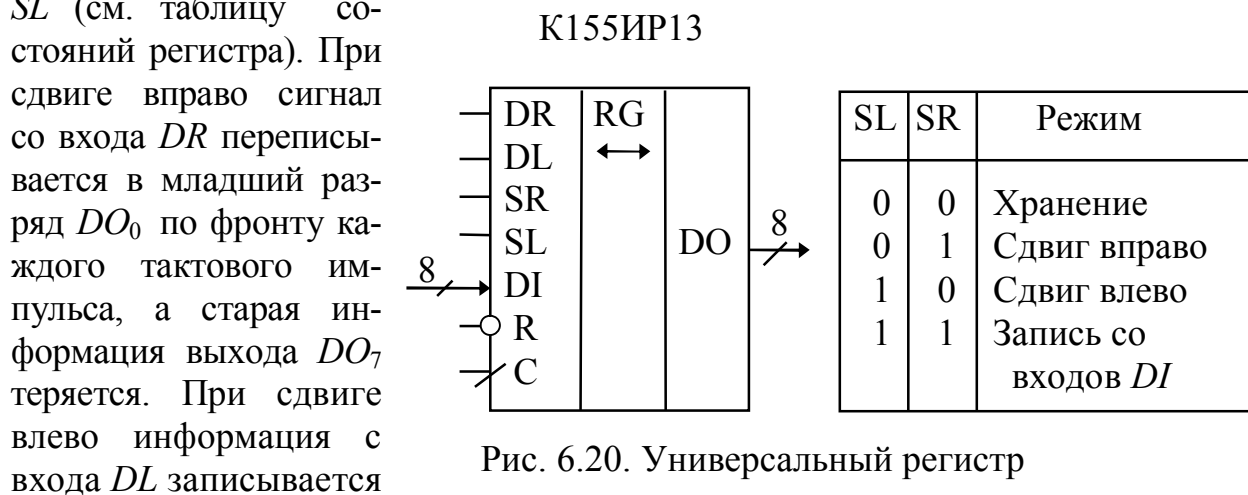 SL (см. таблицу со-
стояний регистра). При
сдвиге вправо сигнал
со входа DR переписы-
вается в младший раз-
ряд DO0 по фронту ка-
ждого тактового им-
пульса, а старая ин-
формация выхода DO7
теряется. При сдвиге
влево информация с
входа DL записывается
К155ИР13
DR RG
DL
SR
SL DO 8
8 DI
R
C
SL SR Режим
0 0 Хранение
0 1 Сдвиг вправо
1 0 Сдвиг влево
1 1 Запись со
входов DI
Рис. 6.20. Универсальный регистр